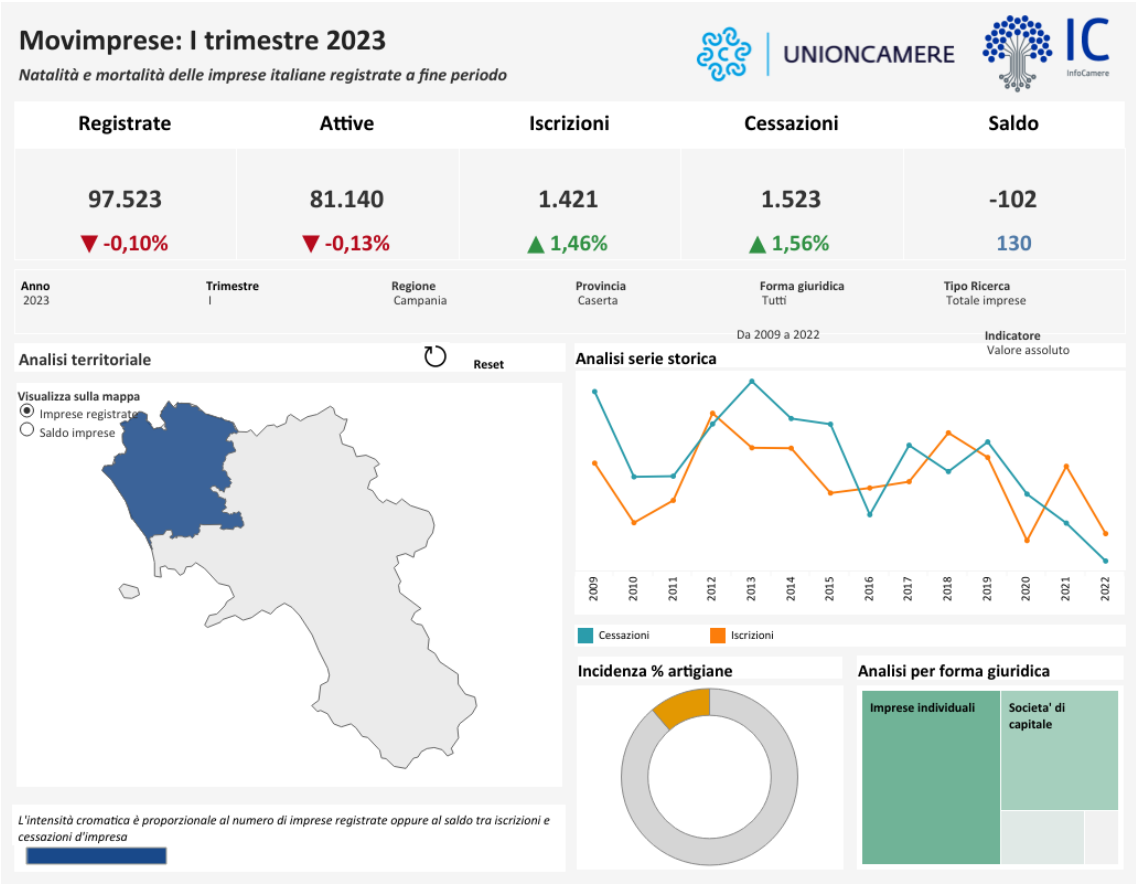 Movimprese: I trimestre 2023
Natalità e mortalità delle imprese italiane registrate a fine periodo
UNIONCAMERE
IC
InfoCamere
Registrate
Attive
Iscrizioni
Cessazioni
Saldo
97.523
81.140
1.421
1.523
-102
▼ -0,10%
▼ -0,13%
▲ 1,46%
▲ 1,56%
130
Anno
2023
Trimestre
I
Regione
Campania
Provincia
Caserta
Forma giuridica
Tutti
Tipo Ricerca
Totale imprese
Da 2009 a 2022
Indicatore
Valore assoluto
Analisi territoriale
Reset
Visualizza sulla mappa
Imprese registrate
Saldo imprese
L'intensità cromatica è proporzionale al numero di imprese registrate oppure al saldo tra iscrizioni e
cessazioni d'impresa
Analisi serie storica
2009
2010
2011
2012
2013
2014
2015
2016
2017
2018
2019
2020
2021
2022
Cessazioni
Iscrizioni
Incidenza % artigiane
Analisi per forma giuridica
Imprese individuali
Societa' di
capitale